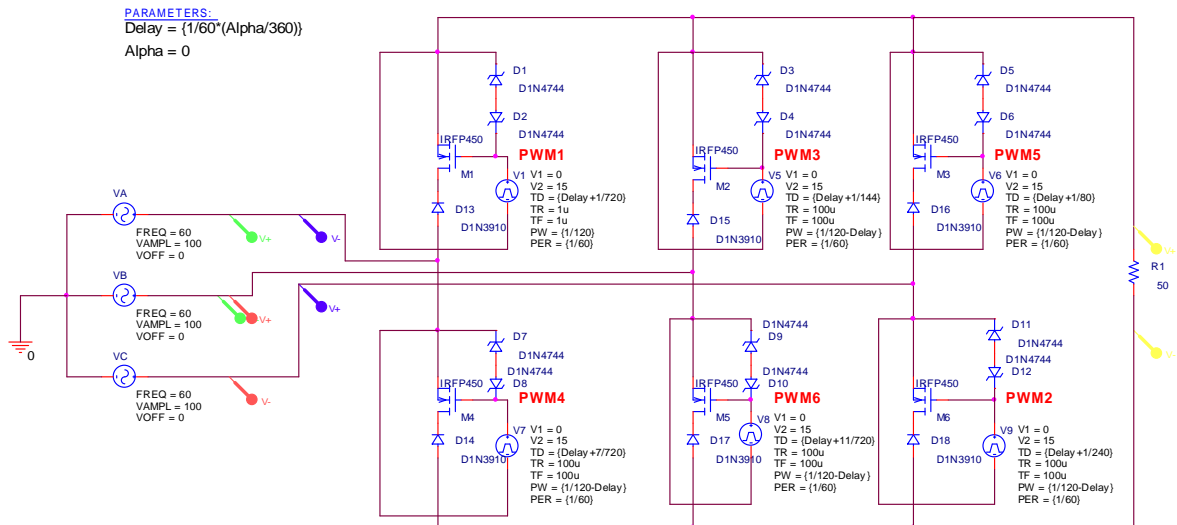 PARAMETERS:
Delay = {1/60*(Alpha/360)}
Alpha = 0
D1
D1N4744
D2
D1N4744
IRFP450
PWM1
M1
V1
V1 = 0
V2 = 15
TD = {Delay+1/720}
TR = 1u
TF = 1u
PW = {1/120}
PER = {1/60}
D13
D1N3910
D3
D1N4744
D4
D1N4744
IRFP450
PWM3
M2
V5
V1 = 0
V2 = 15
TD = {Delay+1/144}
TR = 100u
TF = 100u
PW = {1/120-Delay}
PER = {1/60}
D15
D1N3910
D5
D1N4744
D6
D1N4744
IRFP450
PWM5
M3
V6
V1 = 0
V2 = 15
TD = {Delay+1/80}
TR = 100u
TF = 100u
PW = {1/120-Delay}
PER = {1/60}
D16
D1N3910
VA
FREQ = 60
VAMPL = 100
VOFF = 0
V+
V-
VB
FREQ = 60
VAMPL = 100
VOFF = 0
V+
V+
VC
FREQ = 60
VAMPL = 100
VOFF = 0
V-
0
V+
R1
50
V-
D7
D1N4744
D1N4744
D8
IRFP450
PWM4
M4
V7
V1 = 0
V2 = 15
TD = {Delay+7/720}
TR = 100u
TF = 100u
PW = {1/120-Delay}
PER = {1/60}
D14
D1N3910
D1N4744
D9
D1N4744
D10
IRFP450
PWM6
M5
V8
V1 = 0
V2 = 15
TD = {Delay+11/720}
TR = 100u
TF = 100u
PW = {1/120-Delay}
PER = {1/60}
D17
D1N3910
D11
D1N4744
D1N4744
D12
IRFP450
PWM2
M6
V9
V1 = 0
V2 = 15
TD = {Delay+1/240}
TR = 100u
TF = 100u
PW = {1/120-Delay}
PER = {1/60}
D18
D1N3910